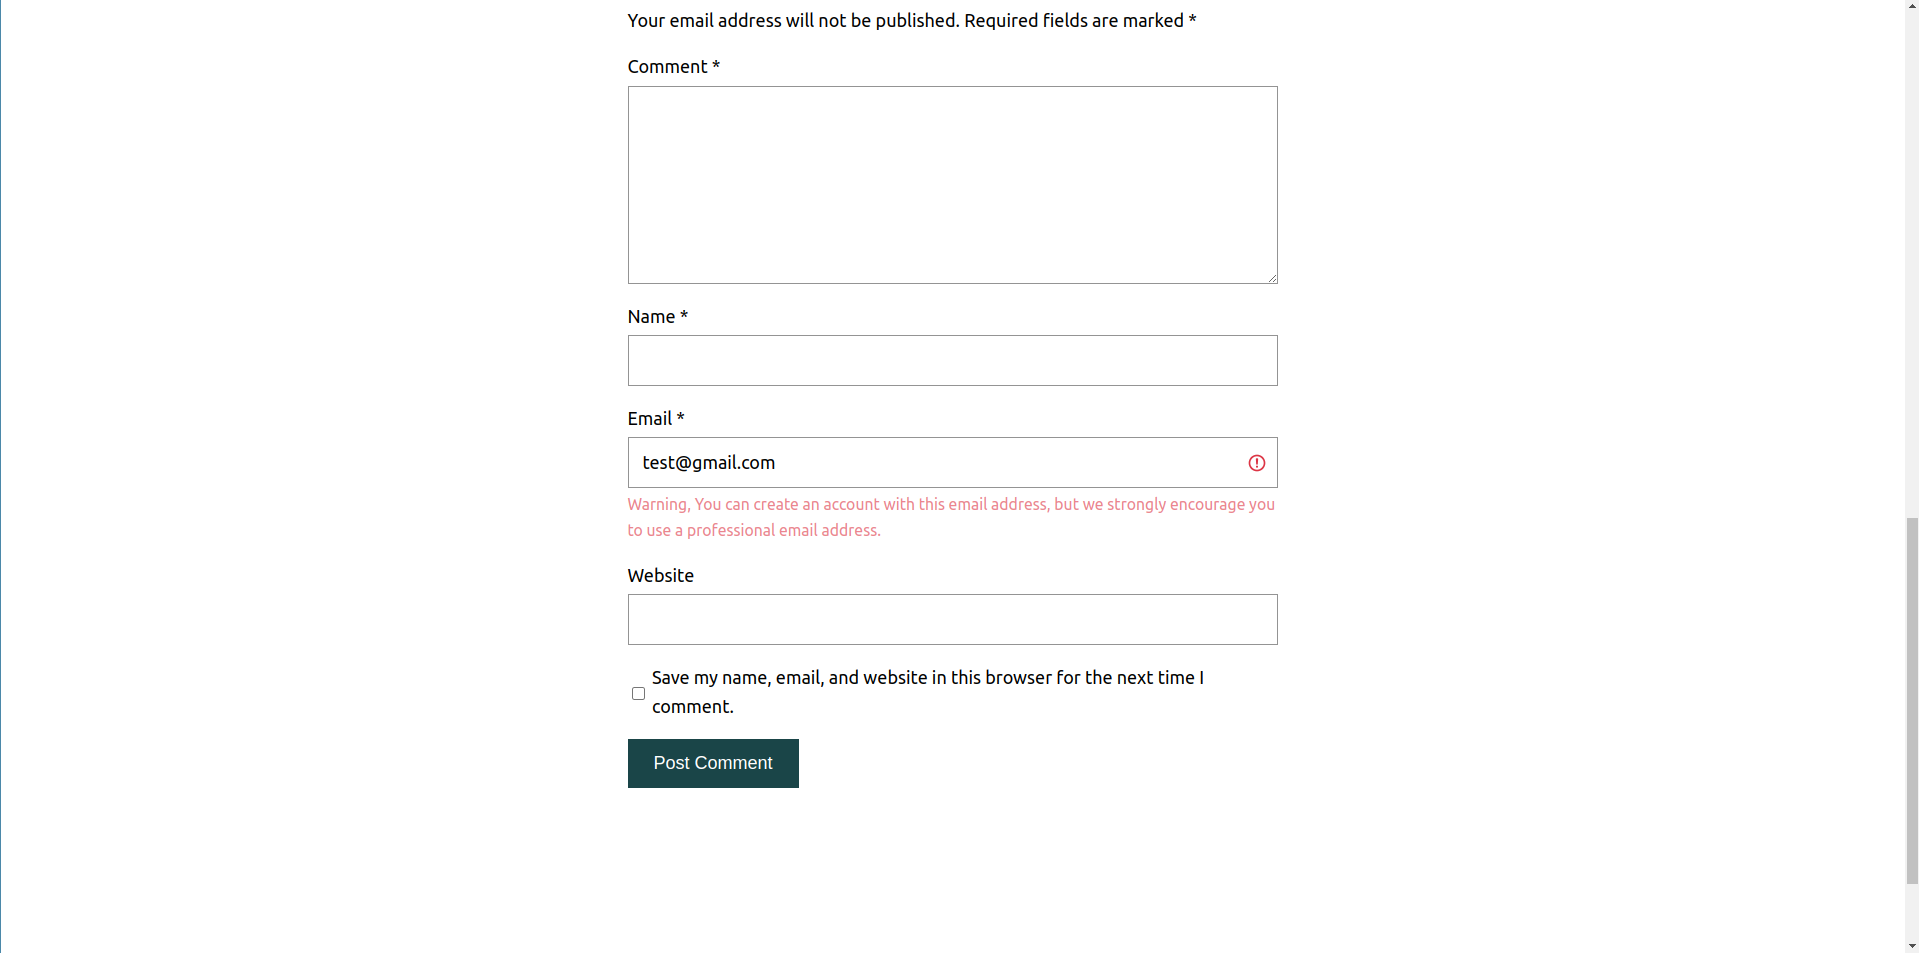 Your email address will not be published. Required fields are marked *
Comment *
Name *
Email *
test@gmail.com
Warning, You can create an account with this email address, but we strongly encourage you
to use a professional email address.
Website
Save my name, email, and website in this browser for the next time I
comment.
Post Comment